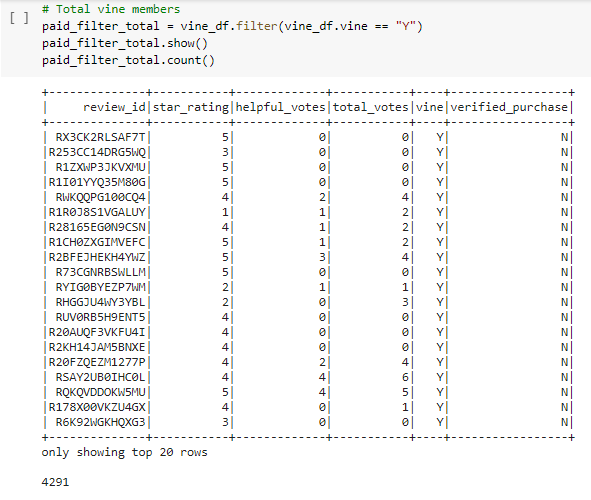 [ ] # Total vine members
paid_filter_total = vine_df.filter(vine_df.vine == "Y")
paid_filter_total.show()
paid_filter_total.count()
+--------------+-----------+-------------+-----------+----+-----------------+
|     review_id|star_rating|helpful_votes|total_votes|vine|verified_purchase|
+--------------+-----------+-------------+-----------+----+-----------------+
| RX3CK2RLSAF7T|          5|            0|          0|   Y|                N|
|R253CC14DRG5WQ|          3|            0|          0|   Y|                N|
|R1ZXWP3JKVXMU|          5|            0|          0|   Y|                N|
|R1I01YYQ35M80G|          5|            0|          0|   Y|                N|
| RWKQQPG100CQ4|          4|            2|          4|   Y|                N|
|R1R0J8S1VGALUY|          1|            1|          2|   Y|                N|
|R28165EG0N9CSN|          4|            1|          2|   Y|                N|
|R1CH0ZXGIMVEFC|          5|            1|          2|   Y|                N|
|R2BFEJHEKH4YWZ|          5|            3|          4|   Y|                N|
| R73CGNRBSWLLM|          5|            0|          0|   Y|                N|
| RYIG0BYEZP7WM|          2|            1|          1|   Y|                N|
| RHGGJU4WY3YBL|          2|            0|          3|   Y|                N|
| RUV0RB5H9ENT5|          4|            0|          0|   Y|                N|
|R20AUQF3VKFU4I|          4|            0|          0|   Y|                N|
|R2KH14JAM5BNXE|          4|            0|          0|   Y|                N|
|R20FZQEZM1277P|          4|            2|          4|   Y|                N|
| RSAY2UB0IHC0L|          4|            4|          6|   Y|                N|
| RQKQVDDOKW5MU|          5|            4|          5|   Y|                N|
|R178X00VKZU4GX|          4|            0|          1|   Y|                N|
| R6K92WGKHQXG3|          3|            0|          0|   Y|                N|
+--------------+-----------+-------------+-----------+----+-----------------+
only showing top 20 rows
4291